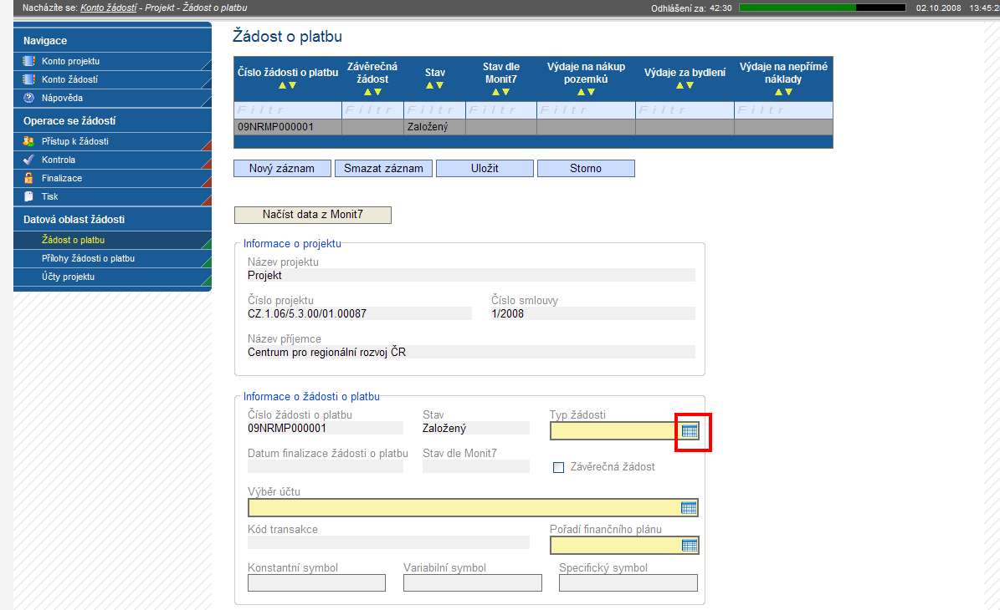 Nacházíte se: Konto žádostí - Projekt - Žádost o platbu
Odhlášení za: 42:30
02.10.2008 13:45:2
Navigace
Konto projektu
Konto žádostí
Nápověda
Operace se žádostí
Přístup k žádosti
Kontrola
Finalizace
Tisk
Datová oblast žádosti
Žádost o platbu
Přílohy žádosti o platbu
Účty projektu
Žádost o platbu
Číslo žádosti o platbu
Závěrečná žádost
Stav
Stav dle Monit7
Výdaje na nákup pozemků
Výdaje za bydlení
Výdaje na nepřímé náklady
Filtr Filtr Filtr Filtr Filtr Filtr Filtr
09NRMP000001 Založený
Nový záznam Smazat záznam Uložit Storno
Načíst data z Monit7
Informace o projektu
Název projektu
Projekt
Číslo projektu Číslo smlouvy
CZ.1.06/5.3.00/01.00087 1/2008
Název příjemce
Centrum pro regionální rozvoj ČR
Informace o žádosti o platbu
Číslo žádosti o platbu Stav Typ žádosti
09NRMP000001 Založený
Datum finalizace žádosti o platbu Stav dle Monit7
Závěrečná žádost
Výběr účtu
Kód transakce Pořadí finančního plánu
Konstantní symbol Variabilní symbol Specifický symbol